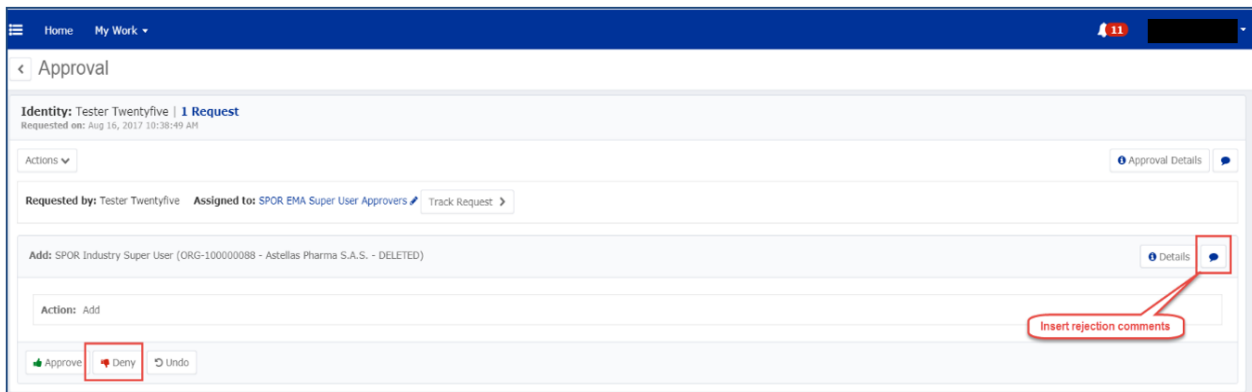 Home My Work
11
Approval
Identity: Tester Twentyfive | 1 Request
Requested on: Aug 16, 2017 10:38:49 AM
Actions
Approval Details
Requested by: Tester Twentyfive Assigned to: SPOR EMA Super User Approvers Track Request
Add: SPOR Industry Super User (ORG-100000088 - Astellas Pharma S.A.S. - DELETED)
Details
Action: Add
Insert rejection comments
Approve Deny Undo